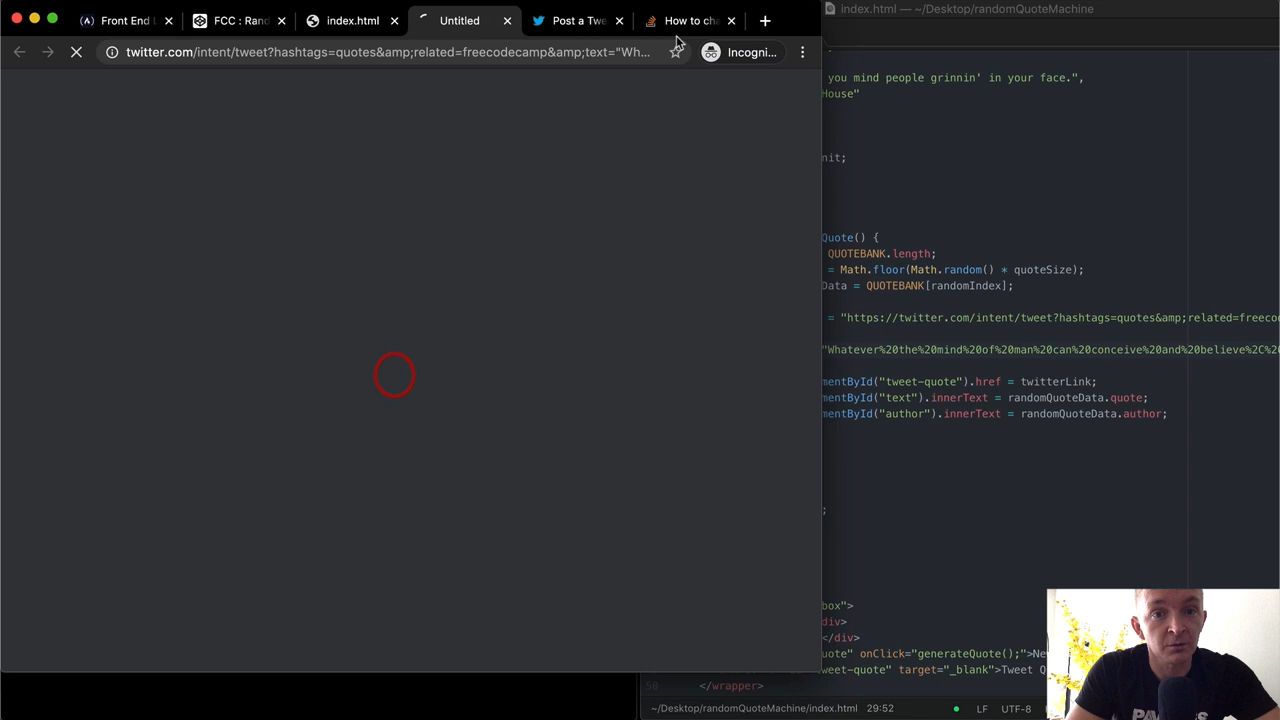 Front End L
FCC : Rand
index.html
Untitled
Post a Twe
How to cha
index.html — ~/Desktop/randomQuoteMachine
twitter.com/intent/tweet?hashtags=quotes&amp;related=freecodecamp&amp;text="Wh...
Incogni...
you mind people grinnin' in your face.",
House"
nit;
Quote() {
QUOTEBANK.length;
= Math.floor(Math.random() * quoteSize);
Data = QUOTEBANK[randomIndex];
= "https://twitter.com/intent/tweet?hashtags=quotes&amp;related=freecode
"Whatever%20the%20mind%20of%20man%20can%20conceive%20and%20believe%2C%20
mentById("tweet-quote").href = twitterLink;
mentById("text").innerText = randomQuoteData.quote;
mentById("author").innerText = randomQuoteData.author;
;
box">
div>
</div>
uote" onClick="generateQuote();">Ne
weet-quote" target="_blank">Tweet Q
50 </wrapper>
~/Desktop/randomQuoteMachine/index.html 29:52 LF UTF-8